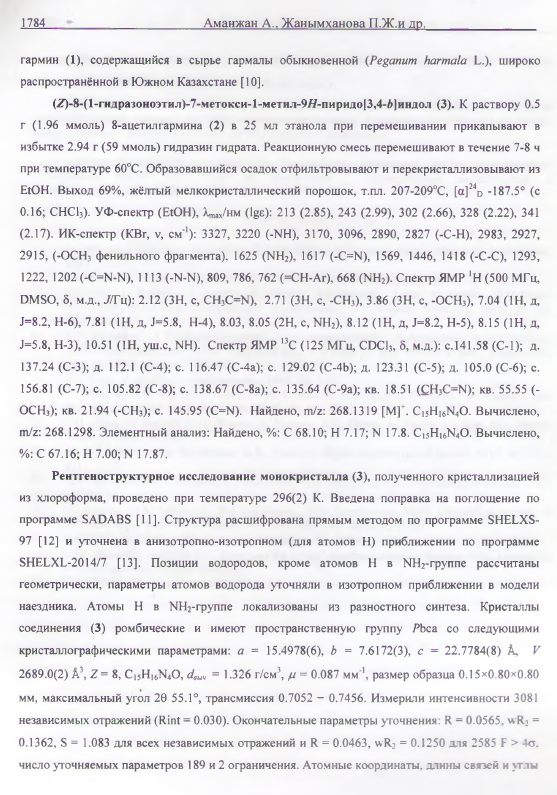 1784 Аманжан А., Жанымханова П.Ж.и др.
гармин (1), содержащийся в сырье гармалы обыкновенной (Peganum harmala L.), широко
распространённой в Южном Казахстане [10].
(Z)-8-(1-гидразоноэтил)-7-метокси-1-метил-9H-пиридо[3,4-b]индол (3). К раствору 0.5
г (1.96 ммоль) 8-ацетилгармина (2) в 25 мл этанола при перемешивании прикапывают в
избытке 2.94 г (59 ммоль) гидразин гидрата. Реакционную смесь перемешивают в течение 7-8 ч
при температуре 60°С. Образовавшийся осадок отфильтровывают и перекристаллизовывают из
EtOH. Выход 69%, жёлтый мелкокристаллический порошок, т.пл. 207-209°С, [α]²⁴D -187.5° (с
0.16; CHCl₃). УФ-спектр (EtOH), λmax/нм (lgε): 213 (2.85), 243 (2.99), 302 (2.66), 328 (2.22), 341
(2.17). ИК-спектр (KBr, ν, см⁻¹): 3327, 3220 (-NH), 3170, 3096, 2890, 2827 (-C-H), 2983, 2927,
2915, (-OCH₃ фенильного фрагмента), 1625 (NH₂), 1617 (-C=N), 1569, 1446, 1418 (-C-C), 1293,
1222, 1202 (-C=N-N), 1113 (-N-N), 809, 786, 762 (=CH-Ar), 668 (NH₂). Спектр ЯМР ¹H (500 МГц,
DMSO, δ, м.д., J/Гц): 2.12 (3H, с, CH₃C=N), 2.71 (3H, с, -CH₃), 3.86 (3H, с, -OCH₃), 7.04 (1H, д,
J=8.2, H-6), 7.81 (1H, д, J=5.8, H-4), 8.03, 8.05 (2H, с, NH₂), 8.12 (1H, д, J=8.2, H-5), 8.15 (1H, д,
J=5.8, H-3), 10.51 (1H, уш.с, NH). Спектр ЯМР ¹³C (125 МГц, CDCl₃, δ, м.д.): с.141.58 (С-1); д.
137.24 (С-3); д. 112.1 (С-4); с. 116.47 (С-4а); с. 129.02 (С-4b); д. 123.31 (С-5); д. 105.0 (С-6); с.
156.81 (С-7); с. 105.82 (С-8); с. 138.67 (С-8а); с. 135.64 (С-9а); кв. 18.51 (CH₃C=N); кв. 55.55 (-
OCH₃); кв. 21.94 (-CH₃); с. 145.95 (C=N). Найдено, m/z: 268.1319 [M]⁺. C₁₅H₁₆N₄O. Вычислено,
m/z: 268.1298. Элементный анализ: Найдено, %: C 68.10; H 7.17; N 17.8. C₁₅H₁₆N₄O. Вычислено,
%: C 67.16; H 7.00; N 17.87.
Рентгеноструктурное исследование монокристалла (3), полученного кристаллизацией
из хлороформа, проведено при температуре 296(2) К. Введена поправка на поглощение по
программе SADABS [11]. Структура расшифрована прямым методом по программе SHELXS-
97 [12] и уточнена в анизотропно-изотропном (для атомов Н) приближении по программе
SHELXL-2014/7 [13]. Позиции водородов, кроме атомов Н в NH₂-группе рассчитаны
геометрически, параметры атомов водорода уточняли в изотропном приближении в модели
наездника. Атомы Н в NH₂-группе локализованы из разностного синтеза. Кристаллы
соединения (3) ромбические и имеют пространственную группу Pbca со следующими
кристаллографическими параметрами: a = 15.4978(6), b = 7.6172(3), c = 22.7784(8) Å, V
2689.0(2) Å³, Z = 8, C₁₅H₁₆N₄O, dвыч = 1.326 г/см³, μ = 0.087 мм⁻¹, размер образца 0.15×0.80×0.80
мм, максимальный угол 2θ 55.1°, трансмиссия 0.7052 – 0.7456. Измерили интенсивности 3081
независимых отражений (Rint = 0.030). Окончательные параметры уточнения: R = 0.0565, wR₂ =
0.1362, S = 1.083 для всех независимых отражений и R = 0.0463, wR₂ = 0.1250 для 2585 F > 4σ,
число уточняемых параметров 189 и 2 ограничения. Атомные координаты, длины связей и углы